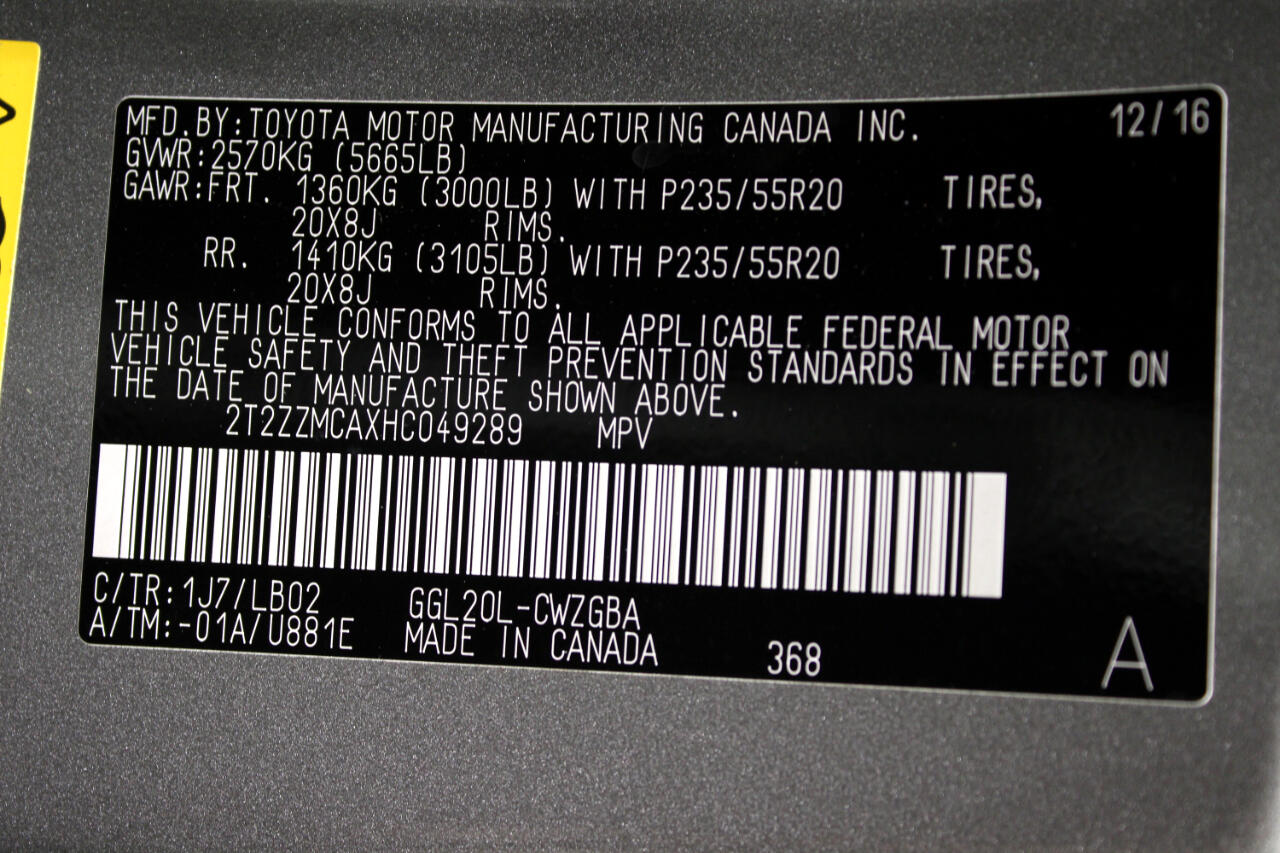 MFD.BY:TOYOTA MOTOR MANUFACTURING CANADA INC. 12/16
GVWR:2570KG (5665LB)
GAWR:FRT. 1360KG (3000LB) WITH P235/55R20 TIRES,
20X8J RIMS.
RR. 1410KG (3105LB) WITH P235/55R20 TIRES,
20X8J RIMS.
THIS VEHICLE CONFORMS TO ALL APPLICABLE FEDERAL MOTOR
VEHICLE SAFETY AND THEFT PREVENTION STANDARDS IN EFFECT ON
THE DATE OF MANUFACTURE SHOWN ABOVE.
2T2ZZMCAXHC049289 MPV
C/TR:1J7/LB02 GGL20L-CWZGBA
A/TM:-01A/U881E MADE IN CANADA 368 A